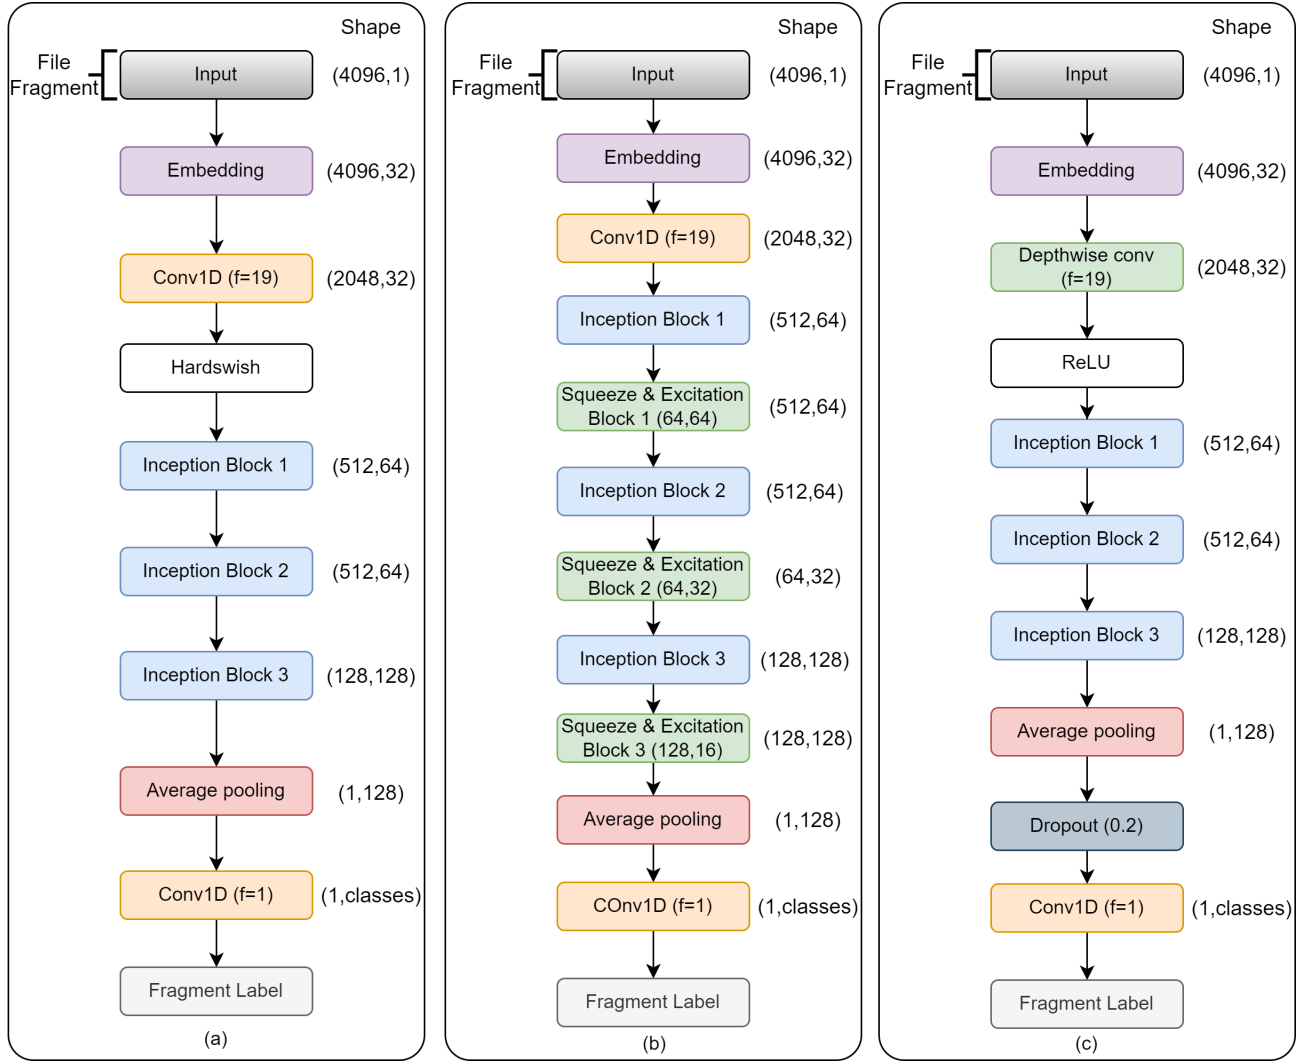 Shape
File
Fragment
Input
(4096,1)
Embedding
(4096,32)
Conv1D (f=19)
(2048,32)
Hardswish
Inception Block 1
(512,64)
Inception Block 2
(512,64)
Inception Block 3
(128,128)
Average pooling
(1,128)
Conv1D (f=1)
(1,classes)
Fragment Label
(a)
Shape
File
Fragment
Input
(4096,1)
Embedding
(4096,32)
Conv1D (f=19)
(2048,32)
Inception Block 1
(512,64)
Squeeze & Excitation
Block 1 (64,64)
(512,64)
Inception Block 2
(512,64)
Squeeze & Excitation
Block 2 (64,32)
(64,32)
Inception Block 3
(128,128)
Squeeze & Excitation
Block 3 (128,16)
(128,128)
Average pooling
(1,128)
COnv1D (f=1)
(1,classes)
Fragment Label
(b)
Shape
File
Fragment
Input
(4096,1)
Embedding
(4096,32)
Depthwise conv
(f=19)
(2048,32)
ReLU
Inception Block 1
(512,64)
Inception Block 2
(512,64)
Inception Block 3
(128,128)
Average pooling
(1,128)
Dropout (0.2)
Conv1D (f=1)
(1,classes)
Fragment Label
(c)